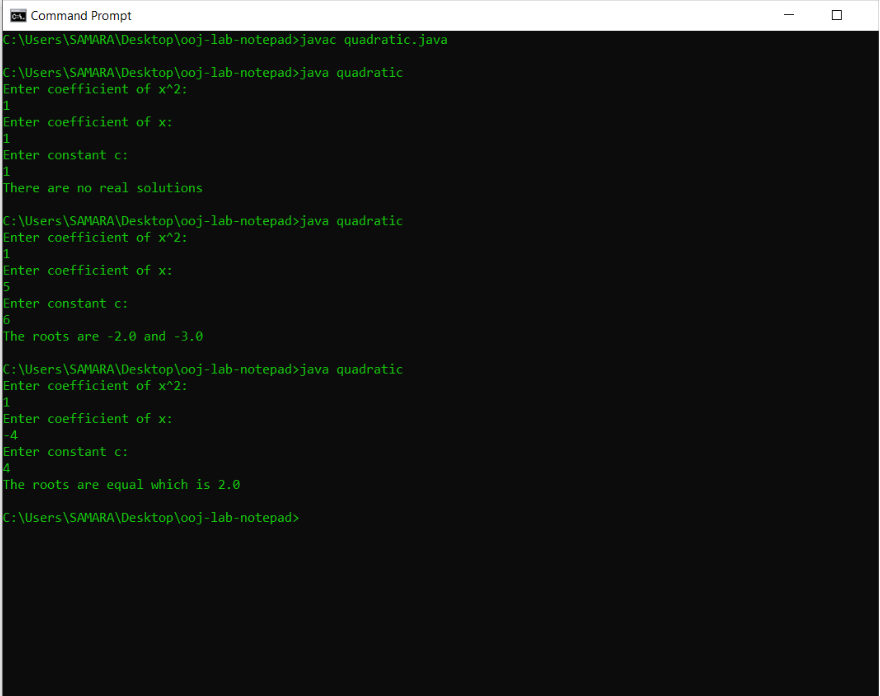 Command Prompt
C:\Users\SAMARA\Desktop\ooj-lab-notepad>javac quadratic.java
C:\Users\SAMARA\Desktop\ooj-lab-notepad>java quadratic
Enter coefficient of x^2:
1
Enter coefficient of x:
1
Enter constant c:
1
There are no real solutions
C:\Users\SAMARA\Desktop\ooj-lab-notepad>java quadratic
Enter coefficient of x^2:
1
Enter coefficient of x:
5
Enter constant c:
6
The roots are -2.0 and -3.0
C:\Users\SAMARA\Desktop\ooj-lab-notepad>java quadratic
Enter coefficient of x^2:
1
Enter coefficient of x:
-4
Enter constant c:
4
The roots are equal which is 2.0
C:\Users\SAMARA\Desktop\ooj-lab-notepad>